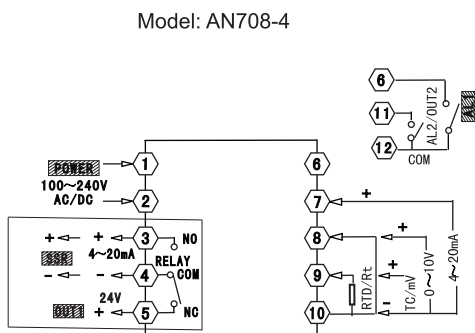 Model: AN708-4
6
11
12
AL2/OUT2
AL1
COM
POWER
100~240V
AC/DC
1
2
6
7
+
+ + 3 NO
SSR 4~20mA RELAY
- - 4 COM
24V
OUT1 + 5 NC
8 +
9 +
10 -
RTD/Rt
TC/mV
0~10V
4~20mA